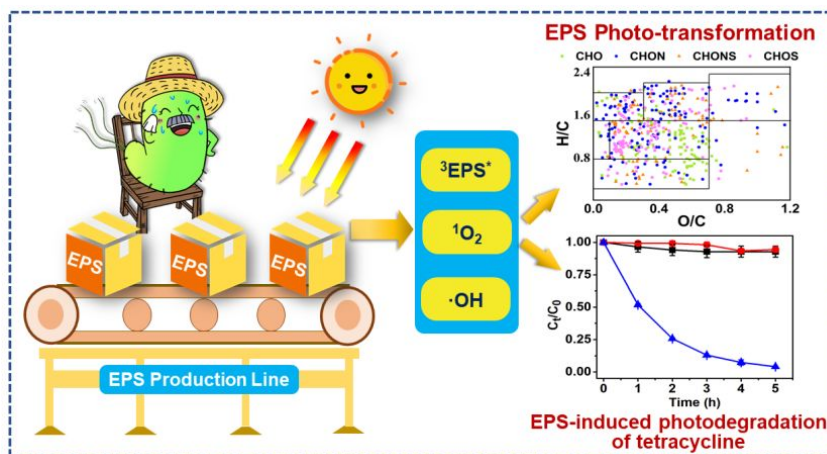 EPS Photo-transformation
CHO CHON CHONS CHOS
2.4
1.6
0.8
H/C
0.0 0.4 0.8 1.2
O/C
EPS EPS EPS
EPS Production Line
³EPS*
¹O₂
·OH
1.00
0.75
0.50
0.25
0.00
Cₜ/C₀
0 1 2 3 4 5
Time (h)
EPS-induced photodegradation
of tetracycline